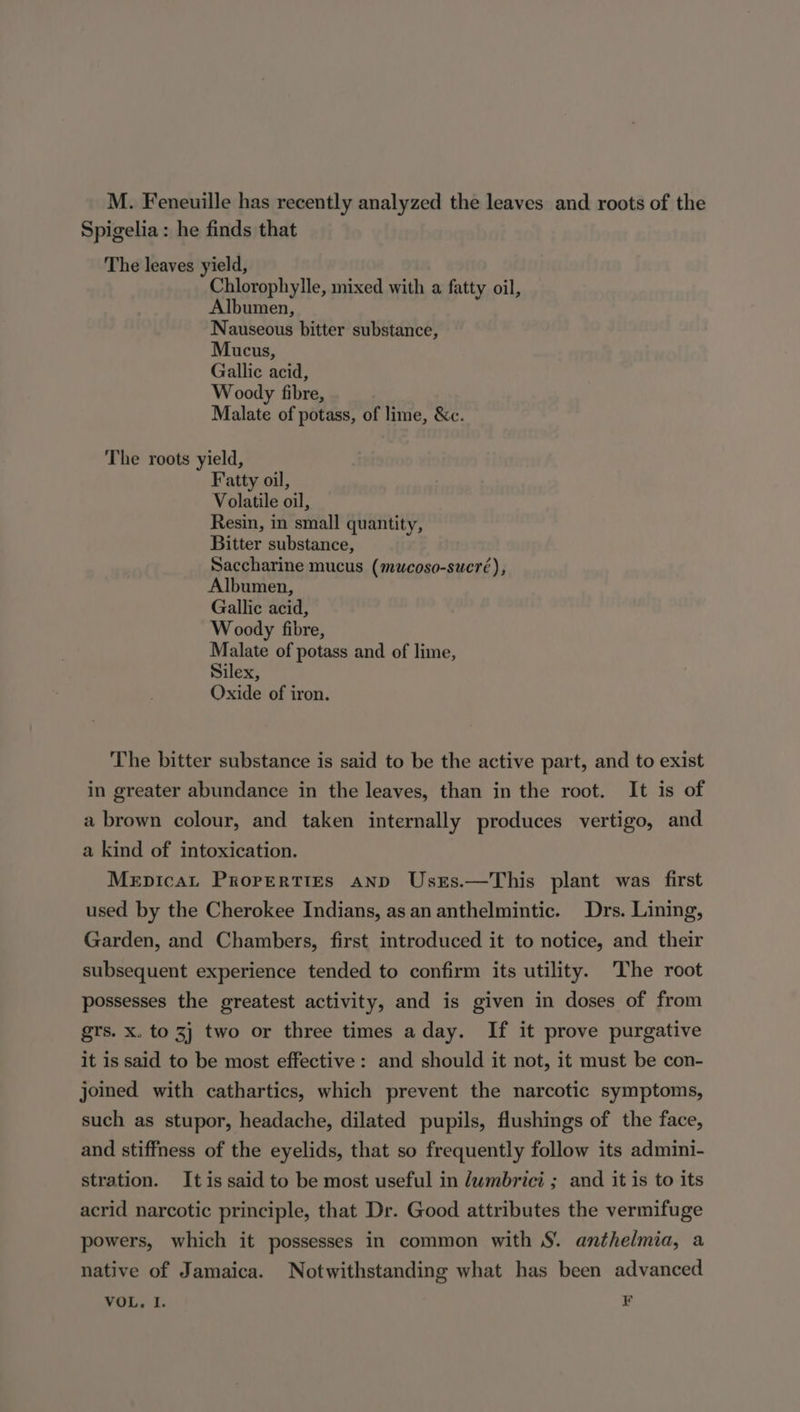 M. Feneuille has recently analyzed the leaves and roots of the
Spigelia: he finds that
The leaves yield,
Chlorophylle, mixed with a fatty oil,
Albumen,
Nauseous bitter substance,
Mucus,
Gallic acid,
Woody fibre,
Malate of potass, of lime, &c.
The roots yield,
Fatty oil,
Volatile oil,
Resin, in small quantity,
Bitter substance,
Saccharine mucus (mucoso-sucré),
Albumen,
Gallic acid,
Woody fibre,
Malate of potass and of lime,
Silex,
Oxide of iron.
The bitter substance is said to be the active part, and to exist
in greater abundance in the leaves, than in the root. It is of
a brown colour, and taken internally produces vertigo, and
a kind of intoxication.
MEDICAL PROPERTIES AND USES.—This plant was first
used by the Cherokee Indians, as an anthelmintic. Drs. Lining,
Garden, and Chambers, first introduced it to notice, and their
subsequent experience tended to confirm its utility. The root
possesses the greatest activity, and is given in doses of from
grs. x. to ʒj two or three times a day. If it prove purgative
it is said to be most effective: and should it not, it must be con-
joined with cathartics, which prevent the narcotic symptoms,
such as stupor, headache, dilated pupils, flushings of the face,
and stiffness of the eyelids, that so frequently follow its admini-
stration. It is said to be most useful in lumbrici; and it is to its
acrid narcotic principle, that Dr. Good attributes the vermifuge
powers, which it possesses in common with S. anthelmia, a
native of Jamaica. Notwithstanding what has been advanced
VOL. I. F